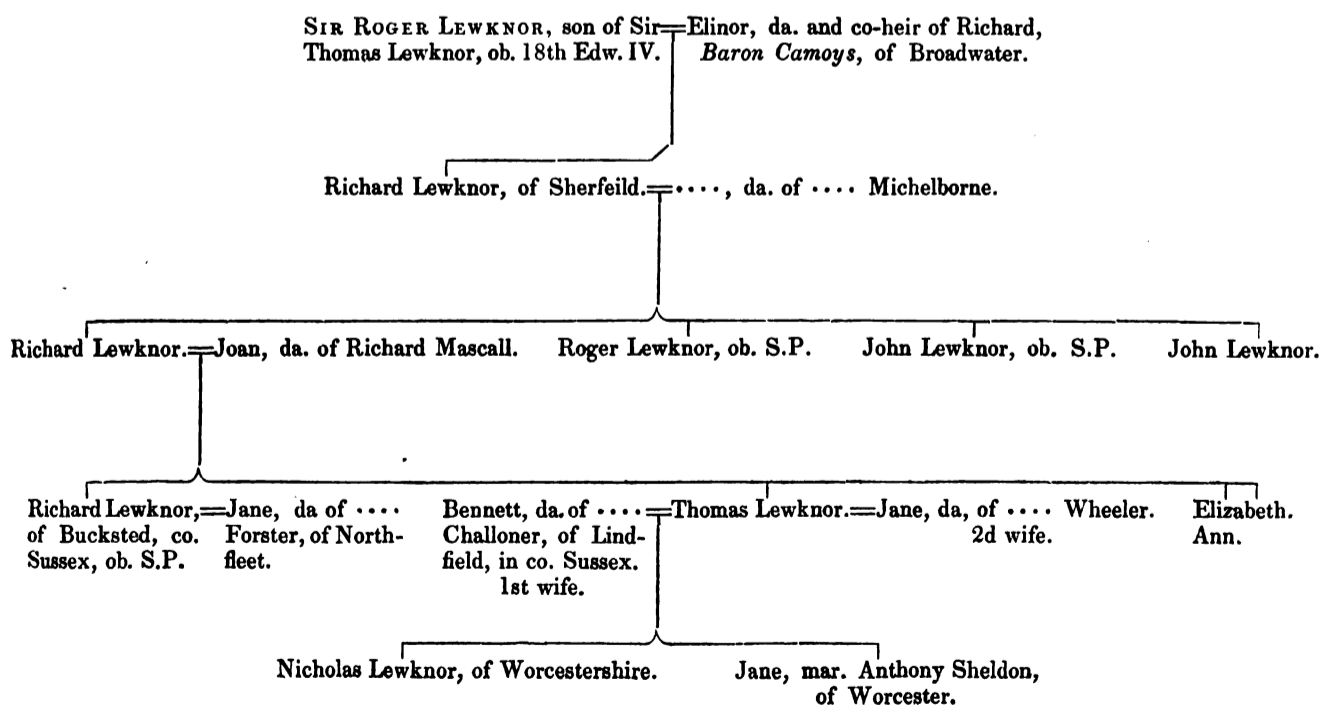 SIR ROGER LEWKNOR, son of Sir═Elinor, da. and co-heir of Richard,
Thomas Lewknor, ob. 18th Edw. IV. Baron Camoys, of Broadwater.
Richard Lewknor, of Sherfeild.═····, da. of ···· Michelborne.
Richard Lewknor.═Joan, da. of Richard Mascall. Roger Lewknor, ob. S.P. John Lewknor, ob. S.P. John Lewknor.
Richard Lewknor,═Jane, da of ···· Bennett, da. of ····═Thomas Lewknor.═Jane, da, of ···· Wheeler. Elizabeth.
of Bucksted, co. Forster, of North- Challoner, of Lind- 2d wife. Ann.
Sussex, ob. S.P. fleet. field, in co. Sussex.
1st wife.
Nicholas Lewknor, of Worcestershire. Jane, mar. Anthony Sheldon,
of Worcester.